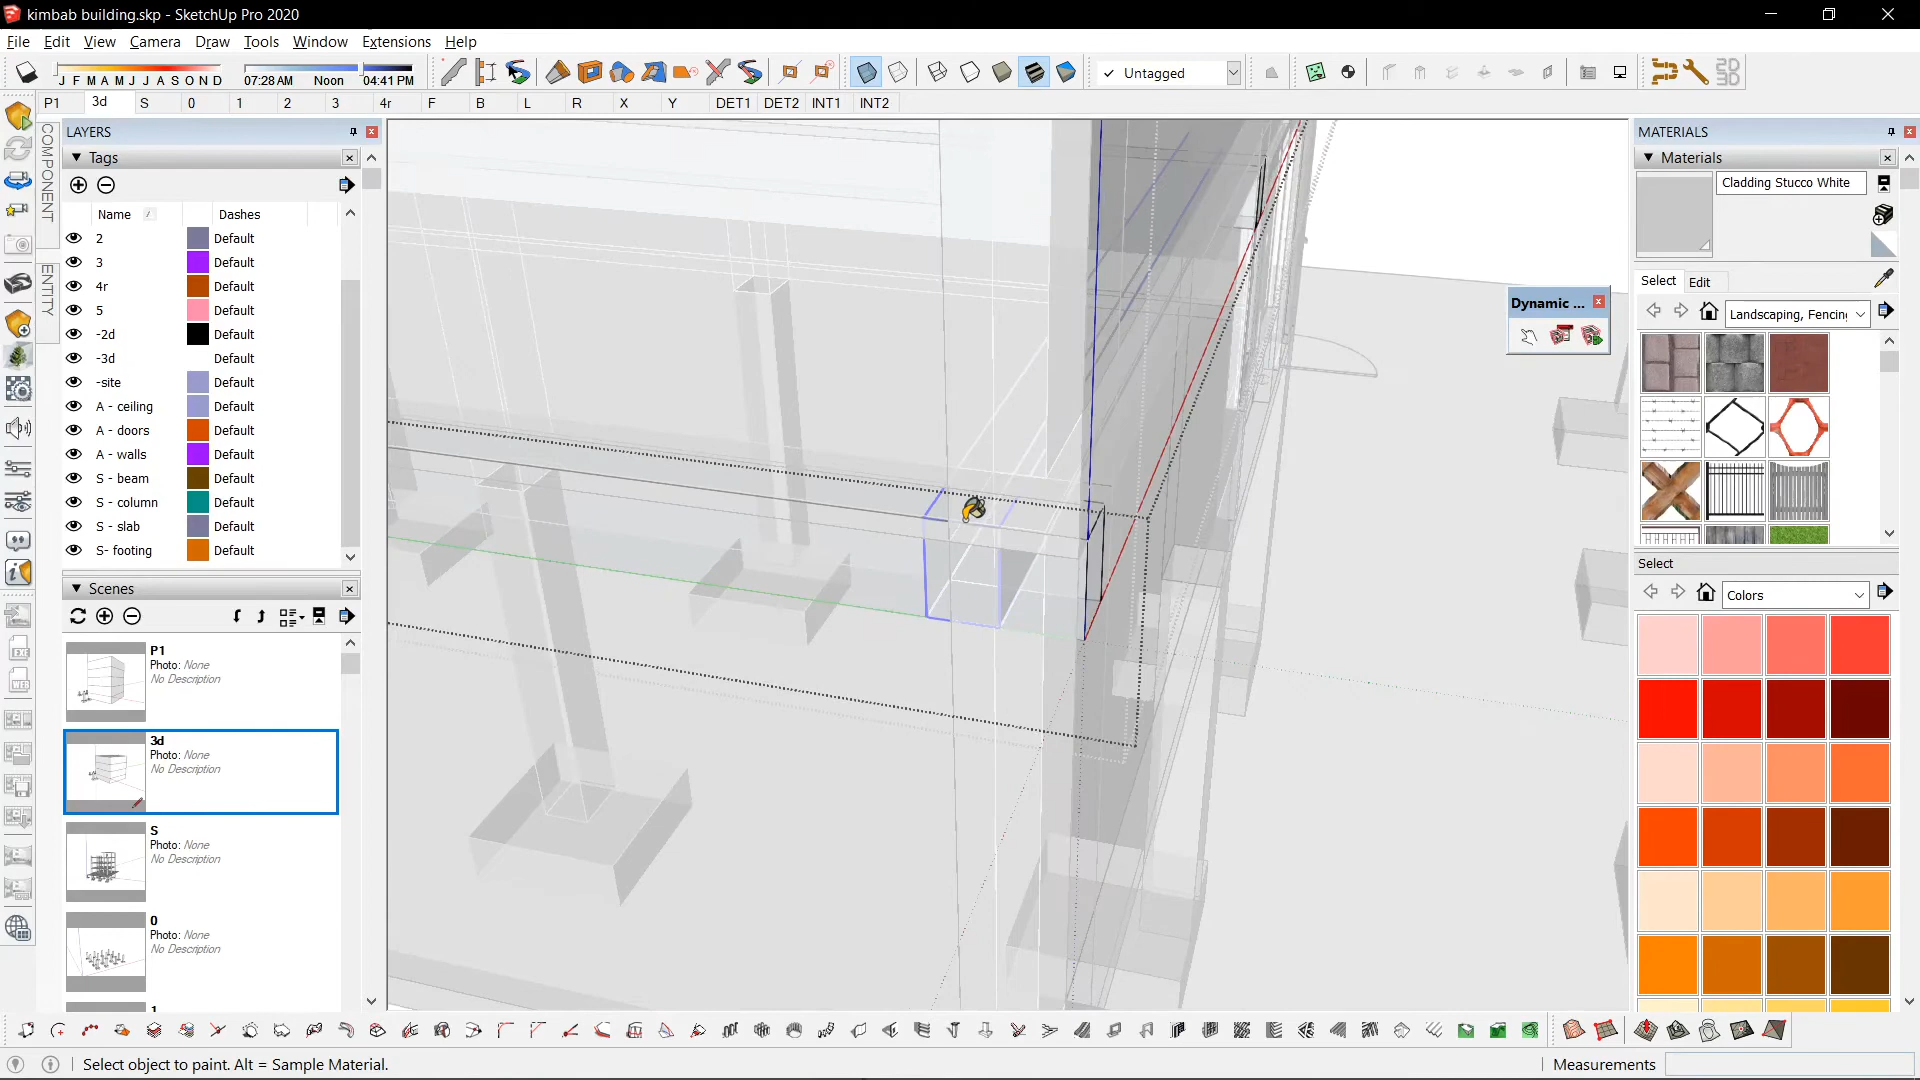 kimbab building.skp - SketchUp Pro 2020
File Edit View Camera Draw Tools Window Extensions Help
J F M A M J J A S O N D 07:28 AM Noon 04:41 PM
✓ Untagged
2D
3D
P1 3d S 0 1 2 3 4r F B L R X Y DET1 DET2 INT1 INT2
COMPONENT
ENTITY
LAYERS
Tags
Name Dashes
2 Default
3 Default
4r Default
5 Default
-2d Default
-3d Default
-site Default
A - ceiling Default
A - doors Default
A - walls Default
S - beam Default
S - column Default
S - slab Default
S- footing Default
Scenes
P1
Photo: None
No Description
3d
Photo: None
No Description
S
Photo: None
No Description
0
Photo: None
No Description
1
Dynamic ...
MATERIALS
Materials
Cladding Stucco White
Select Edit
Landscaping, Fencing
Select
Colors
Select object to paint. Alt = Sample Material.
Measurements